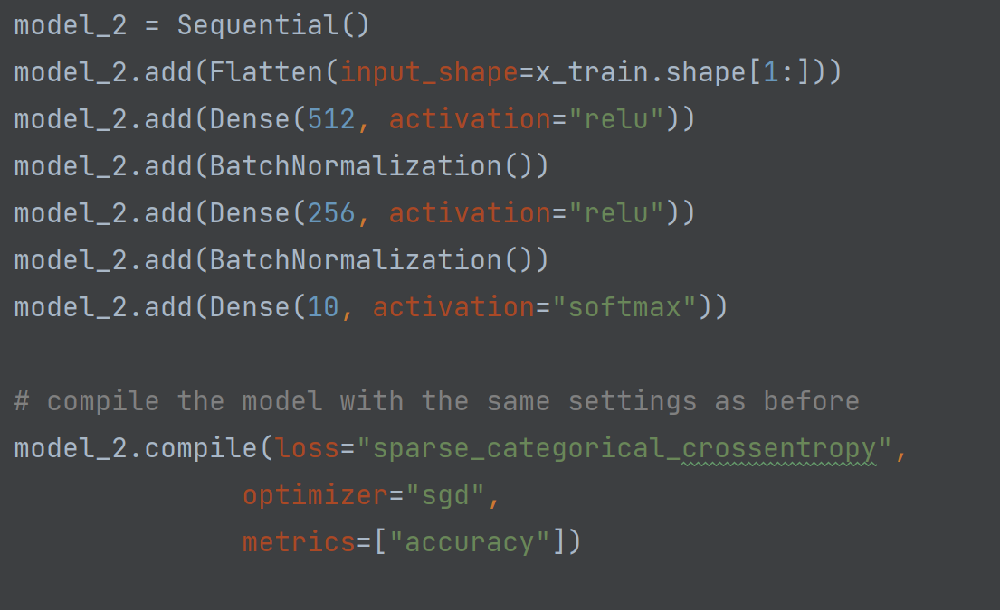 model_2 = Sequential()
model_2.add(Flatten(input_shape=x_train.shape[1:]))
model_2.add(Dense(512, activation="relu"))
model_2.add(BatchNormalization())
model_2.add(Dense(256, activation="relu"))
model_2.add(BatchNormalization())
model_2.add(Dense(10, activation="softmax"))
# compile the model with the same settings as before
model_2.compile(loss="sparse_categorical_crossentropy",
optimizer="sgd",
metrics=["accuracy"])